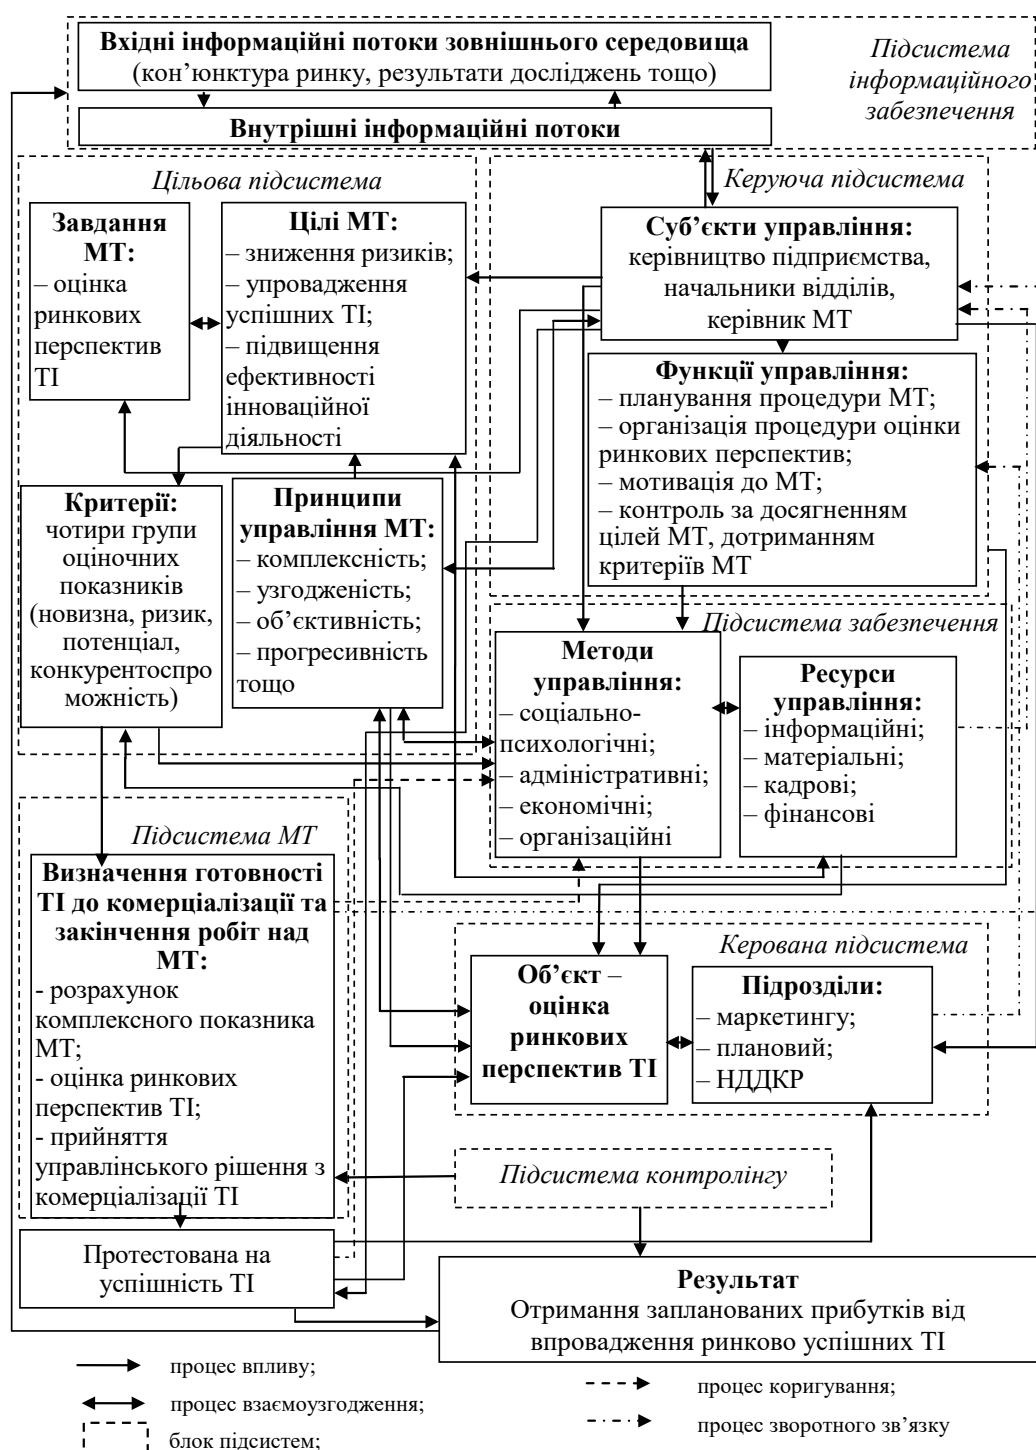 Вхідні інформаційні потоки зовнішнього середовища
(кон’юнктура ринку, результати досліджень тощо)
Підсистема
інформаційного
забезпечення
Внутрішні інформаційні потоки
Цільова підсистема
Завдання
МТ:
– оцінка
ринкових
перспектив
ТІ
Цілі МТ:
– зниження ризиків;
– упровадження
успішних ТІ;
– підвищення
ефективності
інноваційної
діяльності
Критерії:
чотири групи
оціночних
показників
(новизна, ризик,
потенціал,
конкурентоспро
можність)
Принципи
управління МТ:
– комплексність;
– узгодженість;
– об’єктивність;
– прогресивність
тощо
Керуюча підсистема
Суб’єкти управління:
керівництво підприємства,
начальники відділів,
керівник МТ
Функції управління:
– планування процедури МТ;
– організація процедури оцінки
ринкових перспектив;
– мотивація до МТ;
– контроль за досягненням
цілей МТ, дотриманням
критеріїв МТ
Підсистема забезпечення
Методи
управління:
– соціально-
психологічні;
– адміністративні;
– економічні;
– організаційні
Ресурси
управління:
– інформаційні;
– матеріальні;
– кадрові;
– фінансові
Підсистема МТ
Визначення готовності
ТІ до комерціалізації та
закінчення робіт над
МТ:
- розрахунок
комплексного показника
МТ;
- оцінка ринкових
перспектив ТІ;
- прийняття
управлінського рішення з
комерціалізації ТІ
Керована підсистема
Об’єкт –
оцінка
ринкових
перспектив ТІ
Підрозділи:
– маркетингу;
– плановий;
– НДДКР
Підсистема контролінгу
Протестована на
успішність ТІ
Результат
Отримання запланованих прибутків від
впровадження ринково успішних ТІ
процес впливу;
процес взаємоузгодження;
блок підсистем;
процес коригування;
процес зворотного зв’язку